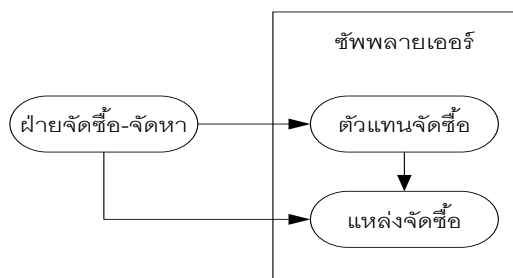 ซัพพลายเออร์
ฝ่ายจัดซื้อ-จัดหา
ตัวแทนจัดซื้อ
แหล่งจัดซื้อ